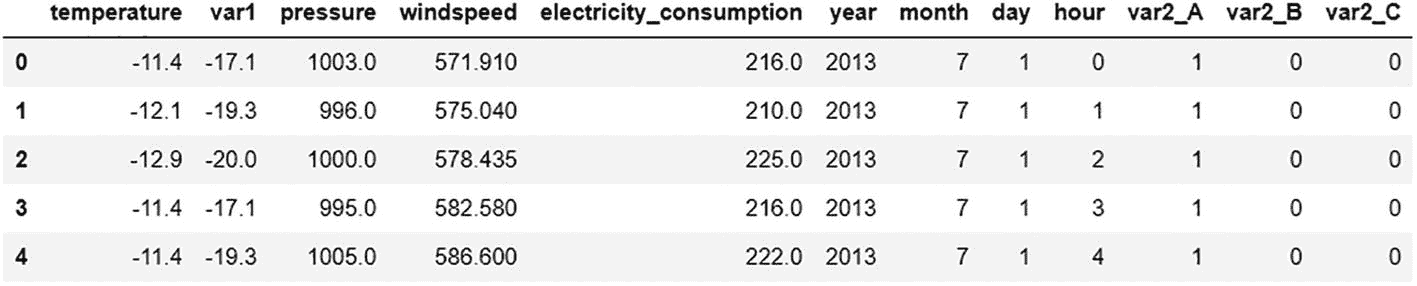 temperature var1 pressure windspeed electricity_consumption year month day hour var2_A var2_B var2_C
0 -11.4 -17.1 1003.0 571.910 216.0 2013 7 1 0 1 0 0
1 -12.1 -19.3 996.0 575.040 210.0 2013 7 1 1 1 0 0
2 -12.9 -20.0 1000.0 578.435 225.0 2013 7 1 2 1 0 0
3 -11.4 -17.1 995.0 582.580 216.0 2013 7 1 3 1 0 0
4 -11.4 -19.3 1005.0 586.600 222.0 2013 7 1 4 1 0 0